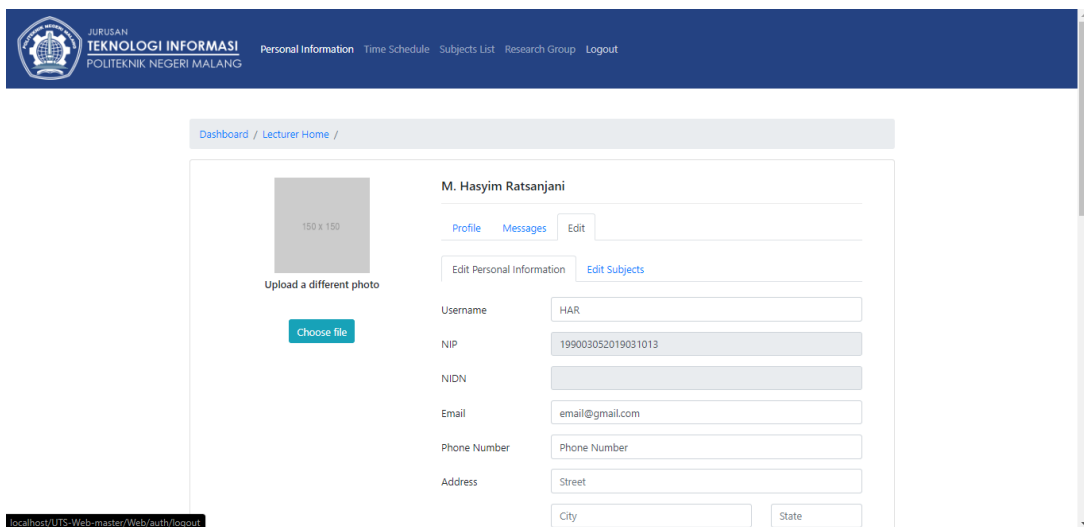 JURUSAN
TEKNOLOGI INFORMASI
POLITEKNIK NEGERI MALANG
Personal Information Time Schedule Subjects List Research Group Logout
Dashboard / Lecturer Home /
150 x 150
Upload a different photo
Choose file
M. Hasyim Ratsanjani
Profile Messages Edit
Edit Personal Information Edit Subjects
Username HAR
NIP 199003052019031013
NIDN
Email email@gmail.com
Phone Number Phone Number
Address Street
City State
localhost/UTS-Web-master/Web/auth/logout